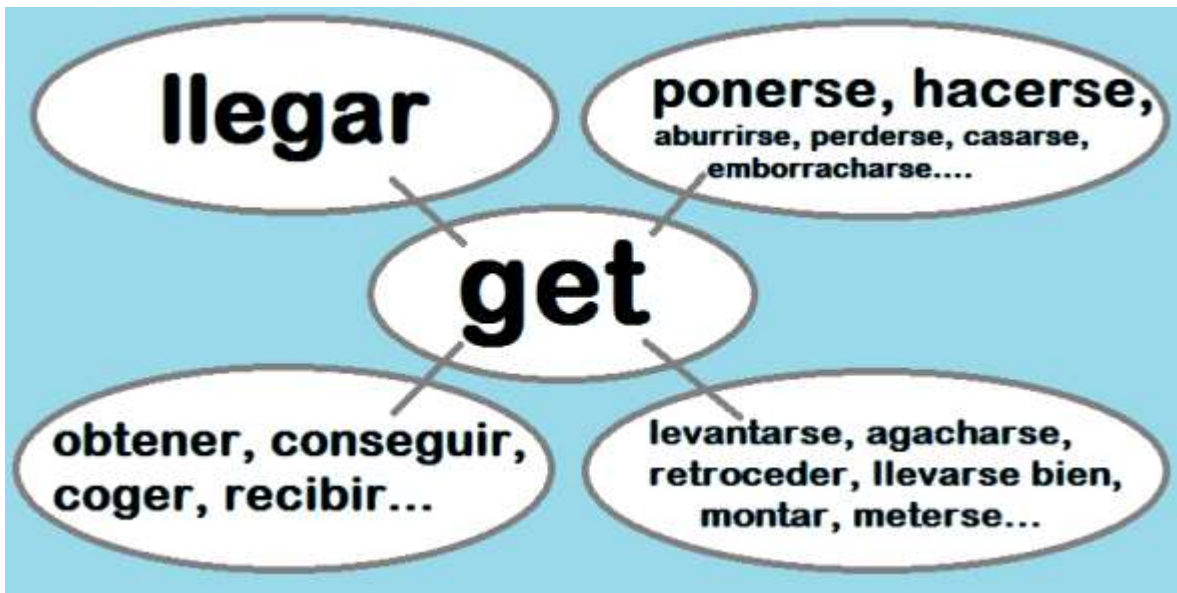 llegar
ponerse, hacerse,
aburrirse, perderse, casarse,
emborracharse....
get
obtener, conseguir,
coger, recibir...
levantarse, agacharse,
retroceder, llevarse bien,
montar, meterse...